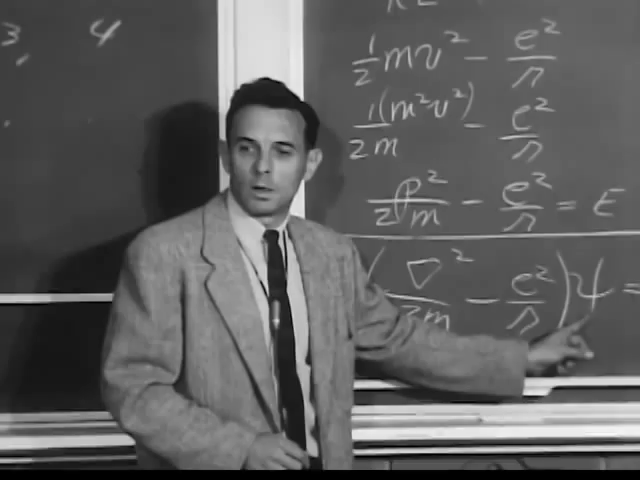 3, 4
½mv² - e²/r
1/2m (m²v²) - e²/r
p²/2m - e²/r = E
(∇²/2m - e²/r)ψ =